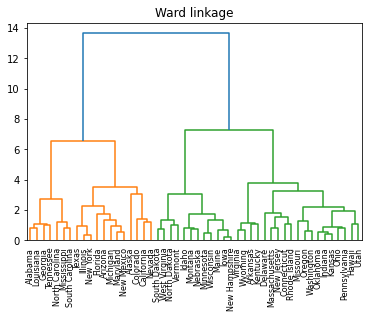 Ward linkage
14
12
10
8
6
4
2
0
Alabama
Louisiana
Georgia
Tennessee
North Carolina
Mississippi
South Carolina
Texas
Illinois
New York
Florida
Arizona
Michigan
Maryland
New Mexico
Alaska
Colorado
California
Nevada
South Dakota
West Virginia
North Dakota
Vermont
Idaho
Montana
Nebraska
Minnesota
Wisconsin
Maine
Iowa
New Hampshire
Virginia
Wyoming
Arkansas
Kentucky
Delaware
Massachusetts
New Jersey
Connecticut
Rhode Island
Missouri
Oregon
Washington
Oklahoma
Indiana
Kansas
Ohio
Pennsylvania
Hawaii
Utah